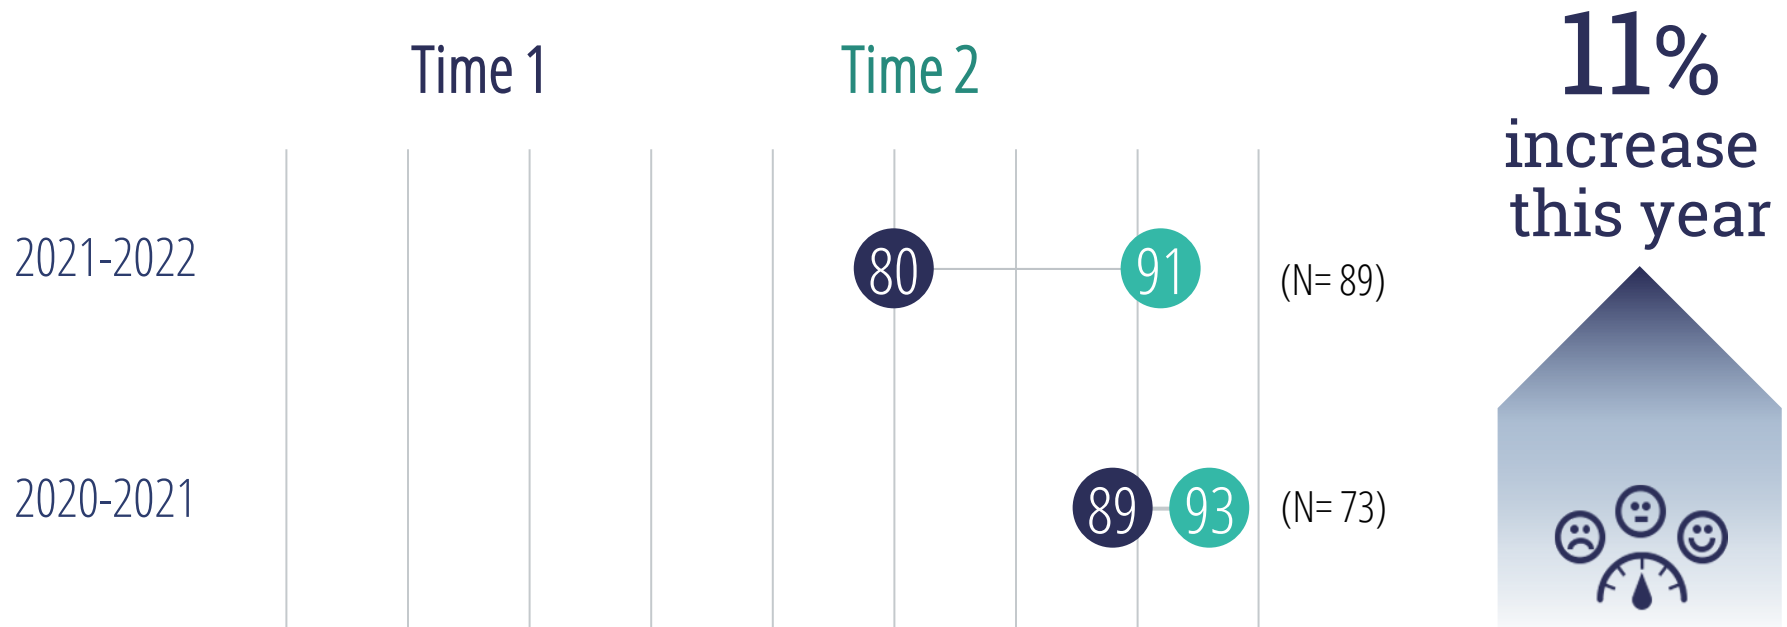 Time 1
Time 2
2021-2022
80
91
(N= 89)
2020-2021
89
93
(N= 73)
11%
increase
this year